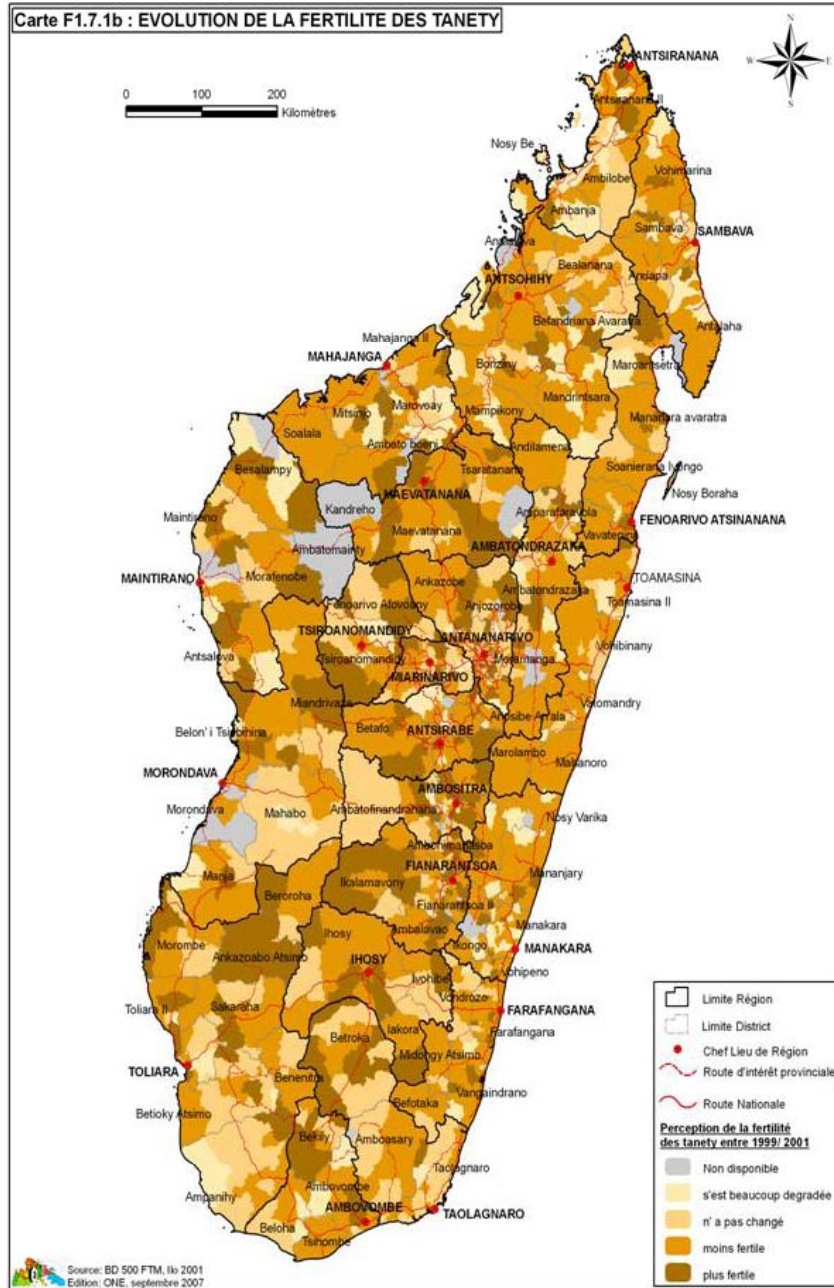 Carte F1.7.1b : EVOLUTION DE LA FERTILITE DES TANETY
N
W
E
S
0
100
200
Kilomètres
ANTSIRANANA
Antsiranana II
Nosy Be
Ambilobe
Vohimarina
Ambanja
Sambava
SAMBAVA
Analalava
Bealanana
Andapa
ANTSOHIHY
Befandriana Avaratra
Antalaha
Mahajanga II
MAHAJANGA
Boriziny
Maroantsetra
Mitsinjo
Marovoay
Mampikony
Mandritsara
Mananara avaratra
Soalala
Ambato boeni
Andilamena
Besalampy
Tsaratanana
Soanierana Ivongo
Nosy Boraha
MAEVATANANA
Kandreho
Amparafaravola
FENOARIVO ATSINANANA
Maintirano
Maevatanana
Vavatenina
Ambatomainty
AMBATONDRAZAKA
MAINTIRANO
Morafenobe
Ankazobe
Ambatondrazaka
TOAMASINA
Fenoarivo Afovoany
Anjozorobe
Toamasina II
TSIROANOMANDIDY
ANTANANARIVO
Antsalova
Tsiroanomandidy
Moramanga
Vohibinany
MIARINARIVO
Miandrivazo
Vatomandry
Belon' i Tsiribihina
Betafo
Anosibe An'ala
ANTSIRABE
Marolambo
Mahanoro
MORONDAVA
AMBOSITRA
Morondava
Mahabo
Ambatofinandrahana
Nosy Varika
Ambohimahasoa
Manja
FIANARANTSOA
Ikalamavony
Mananjary
Beroroha
Fianarantsoa II
Manakara
Morombe
Ihosy
Ambalavao
Ikongo
MANAKARA
Ankazoabo Atsimo
IHOSY
Ivohibe
Vohipeno
Toliara II
Sakaraha
Vondrozo
FARAFANGANA
Iakora
Farafangana
Betroka
Midongy Atsimo
TOLIARA
Benenitra
Vangaindrano
Betioky Atsimo
Befotaka
Bekily
Amboasary
Taolagnaro
Ampanihy
Ambovombe
AMBOVOMBE
TAOLAGNARO
Beloha
Tsihombe
Limite Région
Limite District
Chef Lieu de Région
Route d'intérêt provinciale
Route Nationale
Perception de la fertilité
des tanety entre 1999/ 2001
Non disponible
s'est beaucoup degradée
n' a pas changé
moins fertile
plus fertile
Source: BD 500 FTM, Ilo 2001
Edition: ONE, septembre 2007